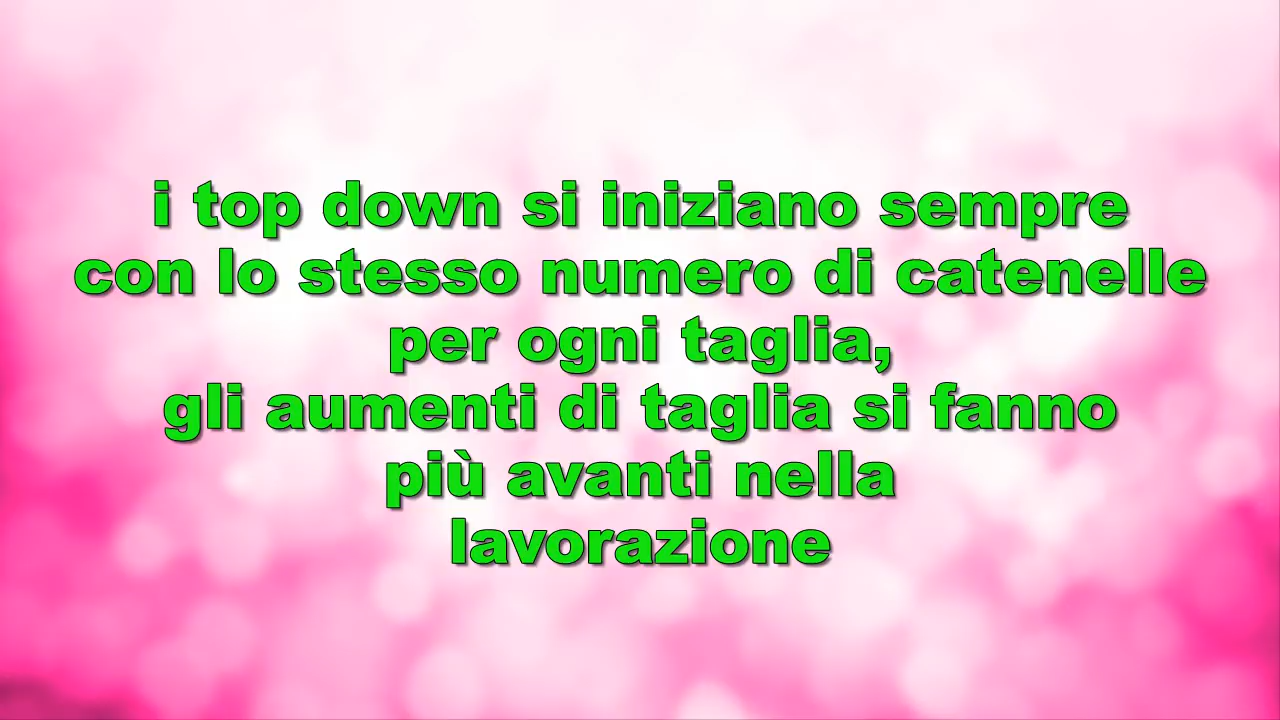 i top down si iniziano sempre
con lo stesso numero di catenelle
per ogni taglia,
gli aumenti di taglia si fanno
più avanti nella
lavorazione